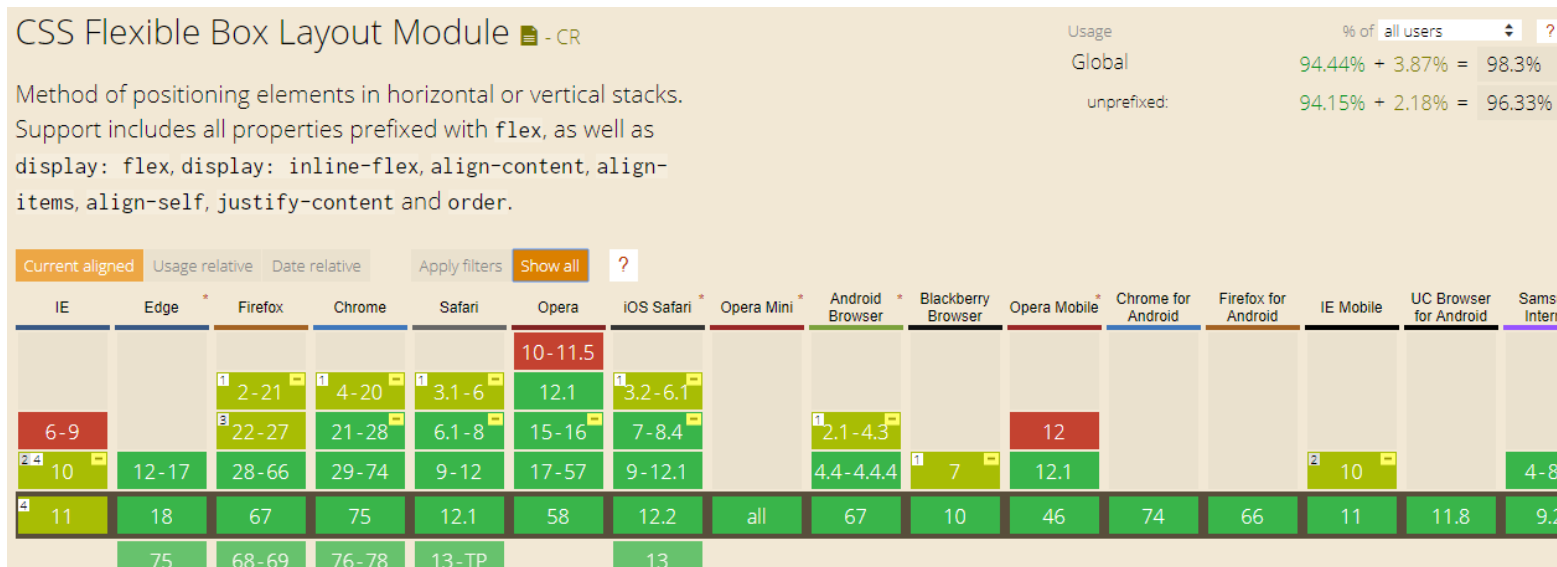 CSS Flexible Box Layout Module - CR
Usage % of all users ?
Global 94.44% + 3.87% = 98.3%
unprefixed: 94.15% + 2.18% = 96.33%
Method of positioning elements in horizontal or vertical stacks.
Support includes all properties prefixed with flex, as well as
display: flex, display: inline-flex, align-content, align-
items, align-self, justify-content and order.
Current aligned Usage relative Date relative Apply filters Show all ?
IE Edge * Firefox Chrome Safari Opera iOS Safari * Opera Mini * Android Browser * Blackberry Browser Opera Mobile * Chrome for Android Firefox for Android IE Mobile UC Browser for Android Sams Intern
10-11.5
1 2-21 1 4-20 1 3.1-6 12.1 1 3.2-6.1
6-9 3 22-27 21-28 6.1-8 15-16 7-8.4 1 2.1-4.3 12
2 4 10 12-17 28-66 29-74 9-12 17-57 9-12.1 4.4-4.4.4 1 7 12.1 2 10 4-8
4 11 18 67 75 12.1 58 12.2 all 67 10 46 74 66 11 11.8 9.2
75 68-69 76-78 13-TP 13